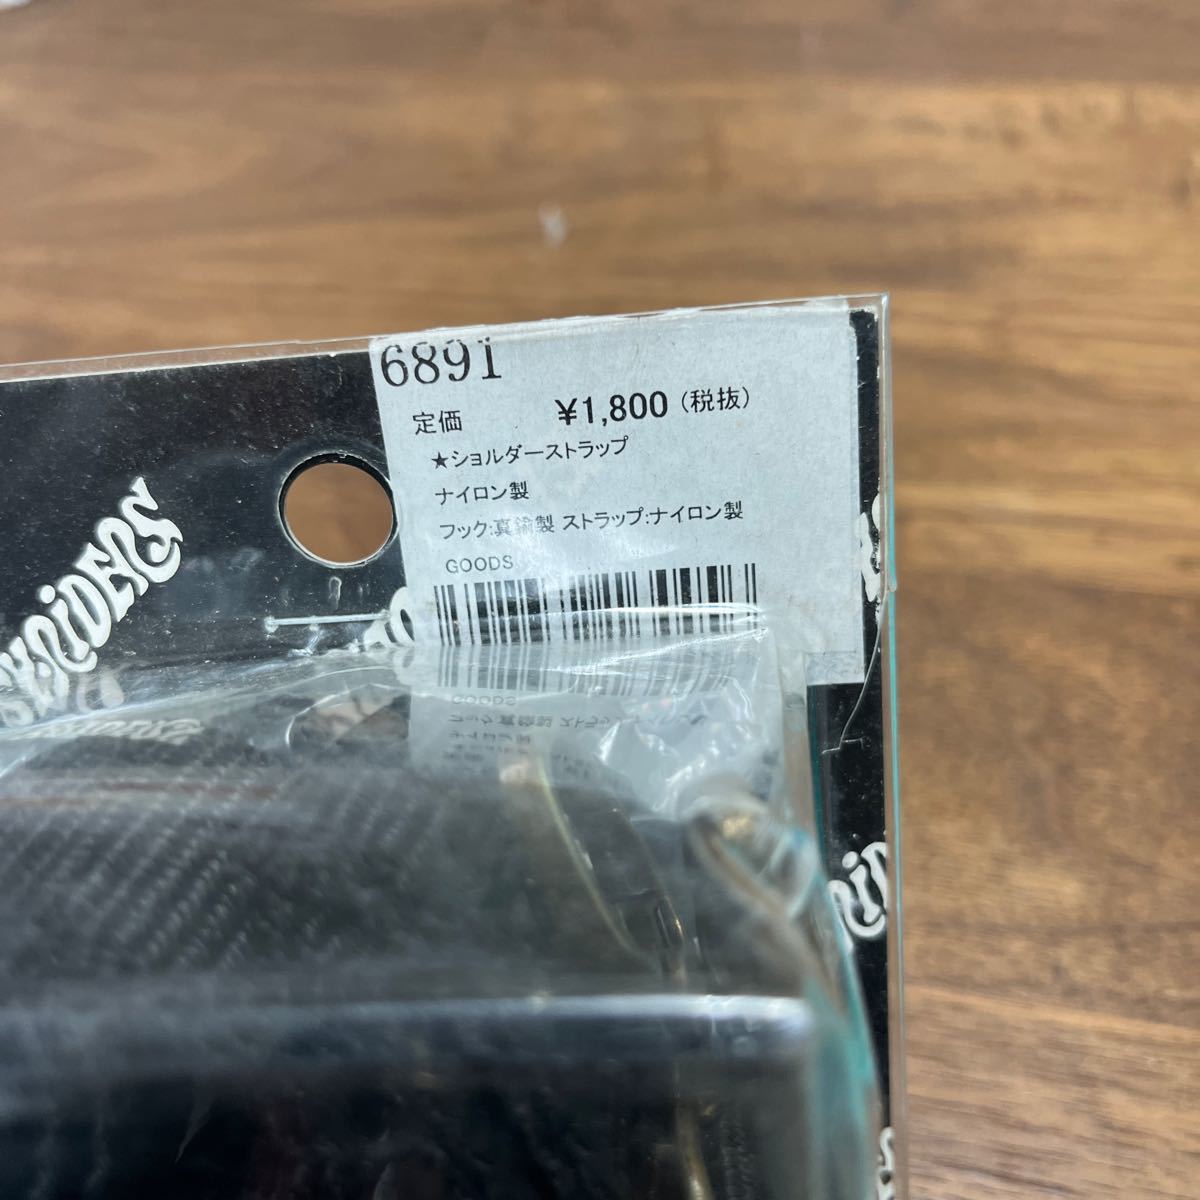 6891
定価 ¥1,800（税抜）
★ショルダーストラップ
ナイロン製
フック:真鍮製 ストラップ:ナイロン製
GOODS